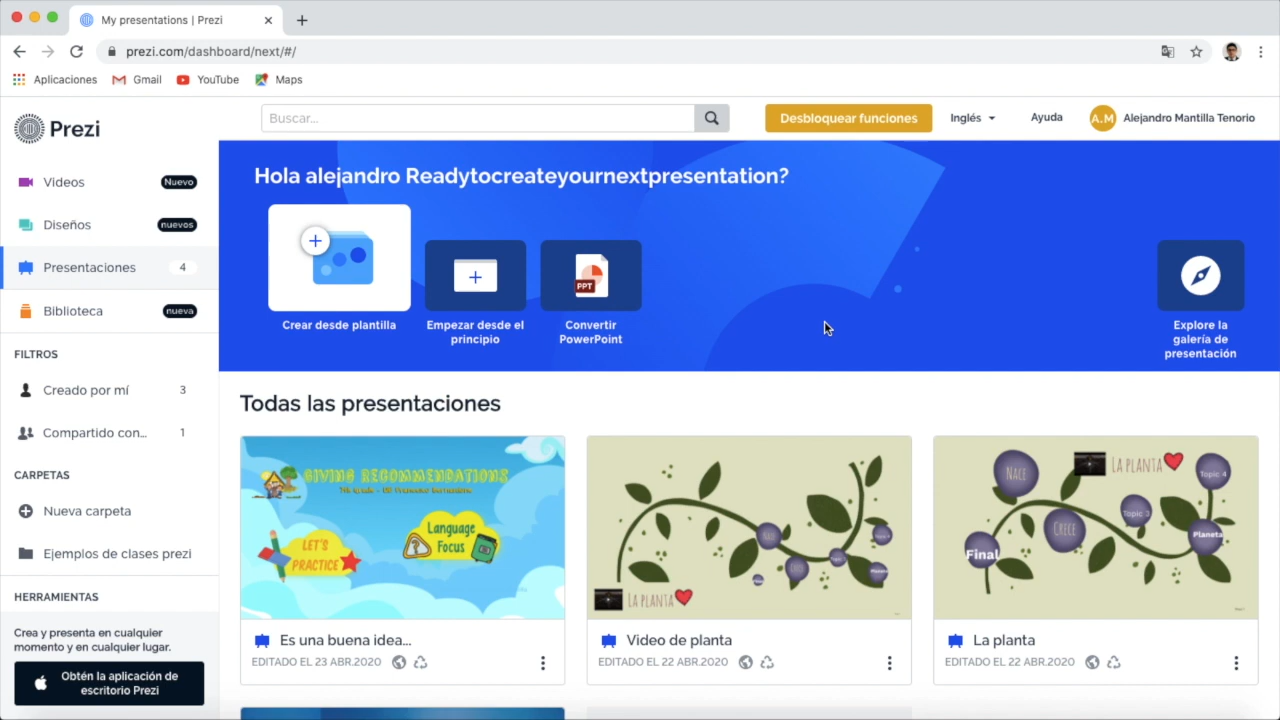 My presentations | Prezi
prezi.com/dashboard/next/#/
Aplicaciones
Gmail
YouTube
Maps
Prezi
Buscar...
Desbloquear funciones
Inglés
Ayuda
A.M
Alejandro Mantilla Tenorio
Videos
Nuevo
Diseños
nuevos
Presentaciones
4
Biblioteca
nueva
FILTROS
Creado por mí
3
Compartido con...
1
CARPETAS
Nueva carpeta
Ejemplos de clases prezi
HERRAMIENTAS
Crea y presenta en cualquier
momento y en cualquier lugar.
Obtén la aplicación de
escritorio Prezi
Hola alejandro Readytocreateyournextpresentation?
Crear desde plantilla
Empezar desde el
principio
PPT
Convertir
PowerPoint
Explore la
galería de
presentación
Todas las presentaciones
GIVING RECOMMENDATIONS
LET'S
PRACTICE
Language
Focus
Es una buena idea...
EDITADO EL 23 ABR.2020
LA PLANTA
Video de planta
EDITADO EL 22 ABR.2020
LA PLANTA
NACE
Topic 4
Topic 3
CRECE
Planeta
Final
La planta
EDITADO EL 22 ABR.2020